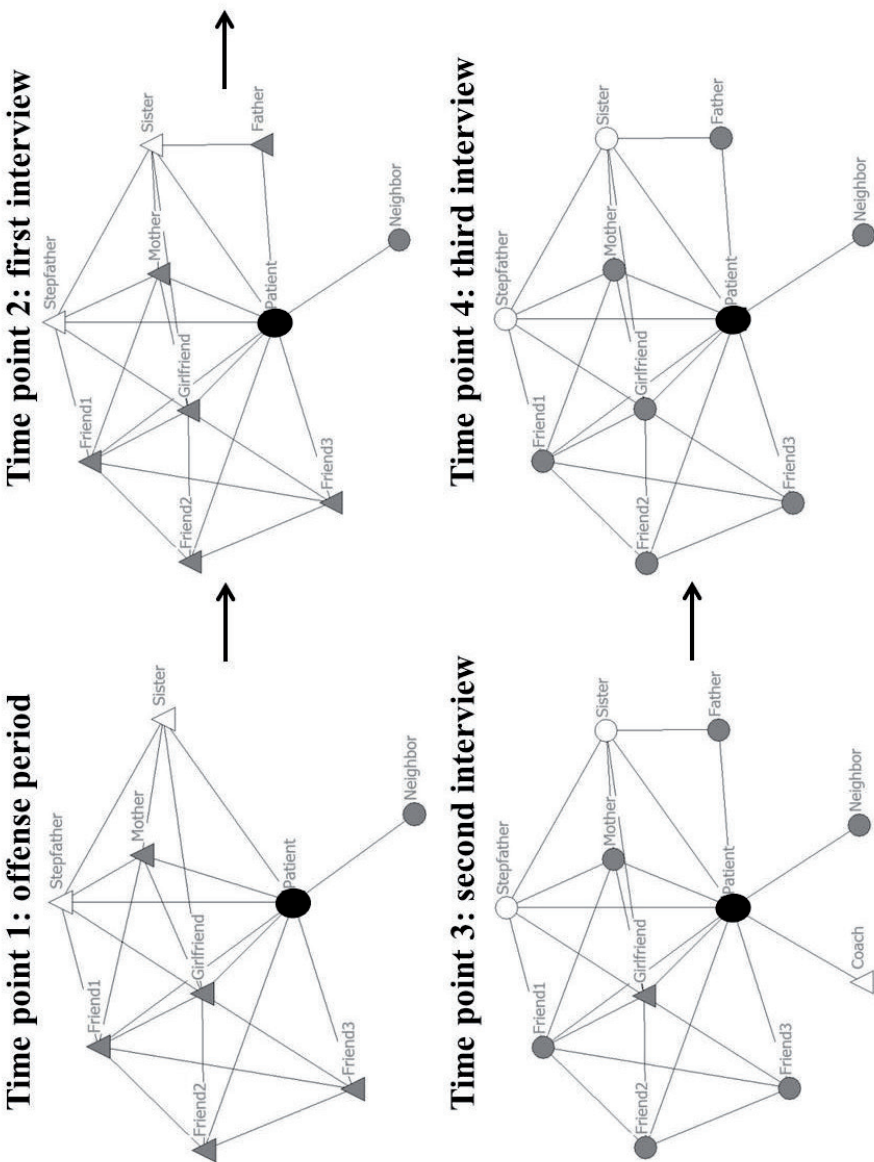 Time point 1: offense period
Stepfather
Sister
Mother
Friend1
Girlfriend
Patient
Friend2
Friend3
Neighbor
Time point 2: first interview
Stepfather
Sister
Mother
Father
Friend1
Girlfriend
Patient
Friend2
Friend3
Neighbor
Time point 3: second interview
Stepfather
Sister
Mother
Father
Friend1
Girlfriend
Patient
Friend2
Friend3
Neighbor
Coach
Time point 4: third interview
Stepfather
Sister
Mother
Father
Friend1
Girlfriend
Patient
Friend2
Friend3
Neighbor